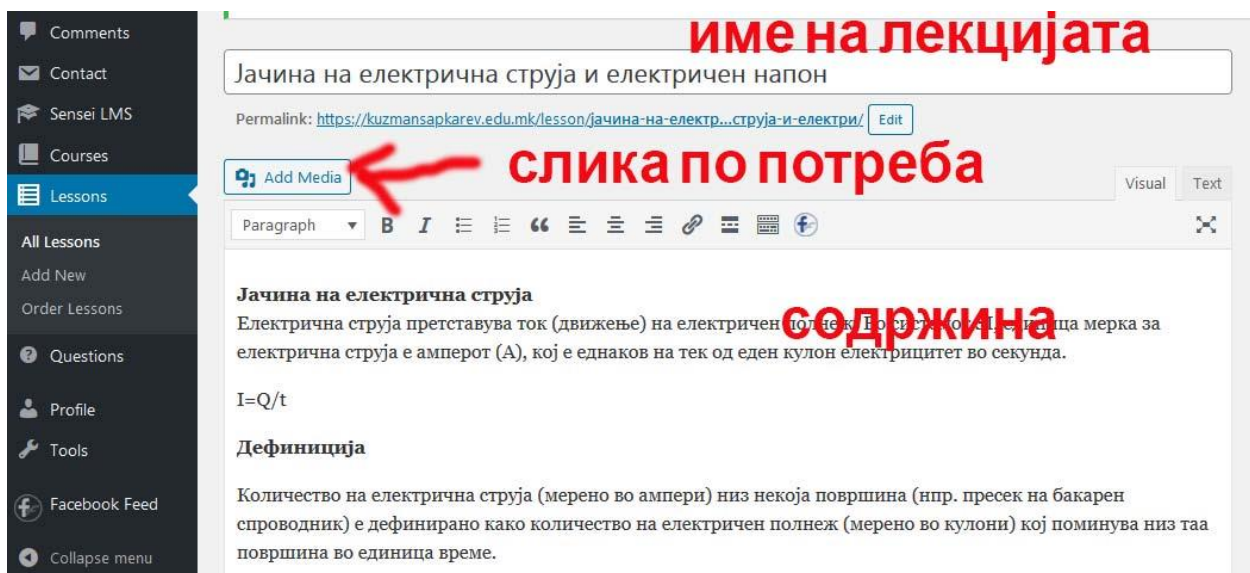 Comments
Contact
Sensei LMS
Courses
Lessons
All Lessons
Add New
Order Lessons
Questions
Profile
Tools
Facebook Feed
Collapse menu
име на лекцијата
Јачина на електрична струја и електричен напон
Permalink: https://kuzmansapkarev.edu.mk/lesson/јачина-на-електр...струја-и-електри/ Edit
Add Media
слика по потреба
Visual Text
Paragraph B I
Јачина на електрична струја
содржина
Електрична струја претставува ток (движење) на електричен мерка за
електрична струја е амперот (А), кој е еднаков на тек од еден кулон електрицитет во секунда.
I=Q/t
Дефиниција
Количество на електрична струја (мерено во ампери) низ некоја површина (нпр. пресек на бакарен
спроводник) е дефинирано како количество на електричен полнеж (мерено во кулони) кој поминува низ таа
површина во единица време.